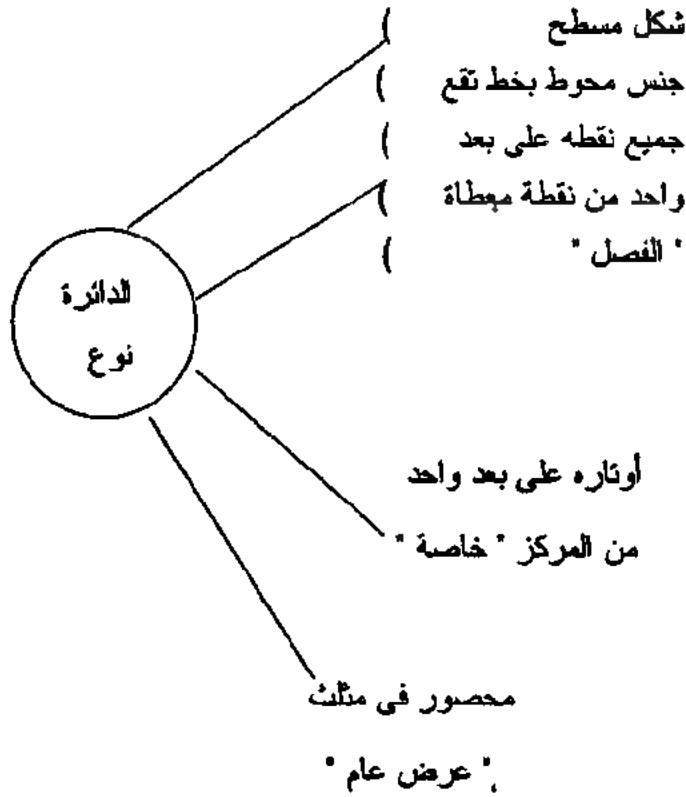 شكل مسطح (
جنس محوط بخط تقع (
جميع نقطه على بعد (
واحد من نقطة معطاة (
" الفصل " (
الدائرة
نوع
أوتاره على بعد واحد
من المركز " خاصة "
محصور فى مثلث
" عرض عام "